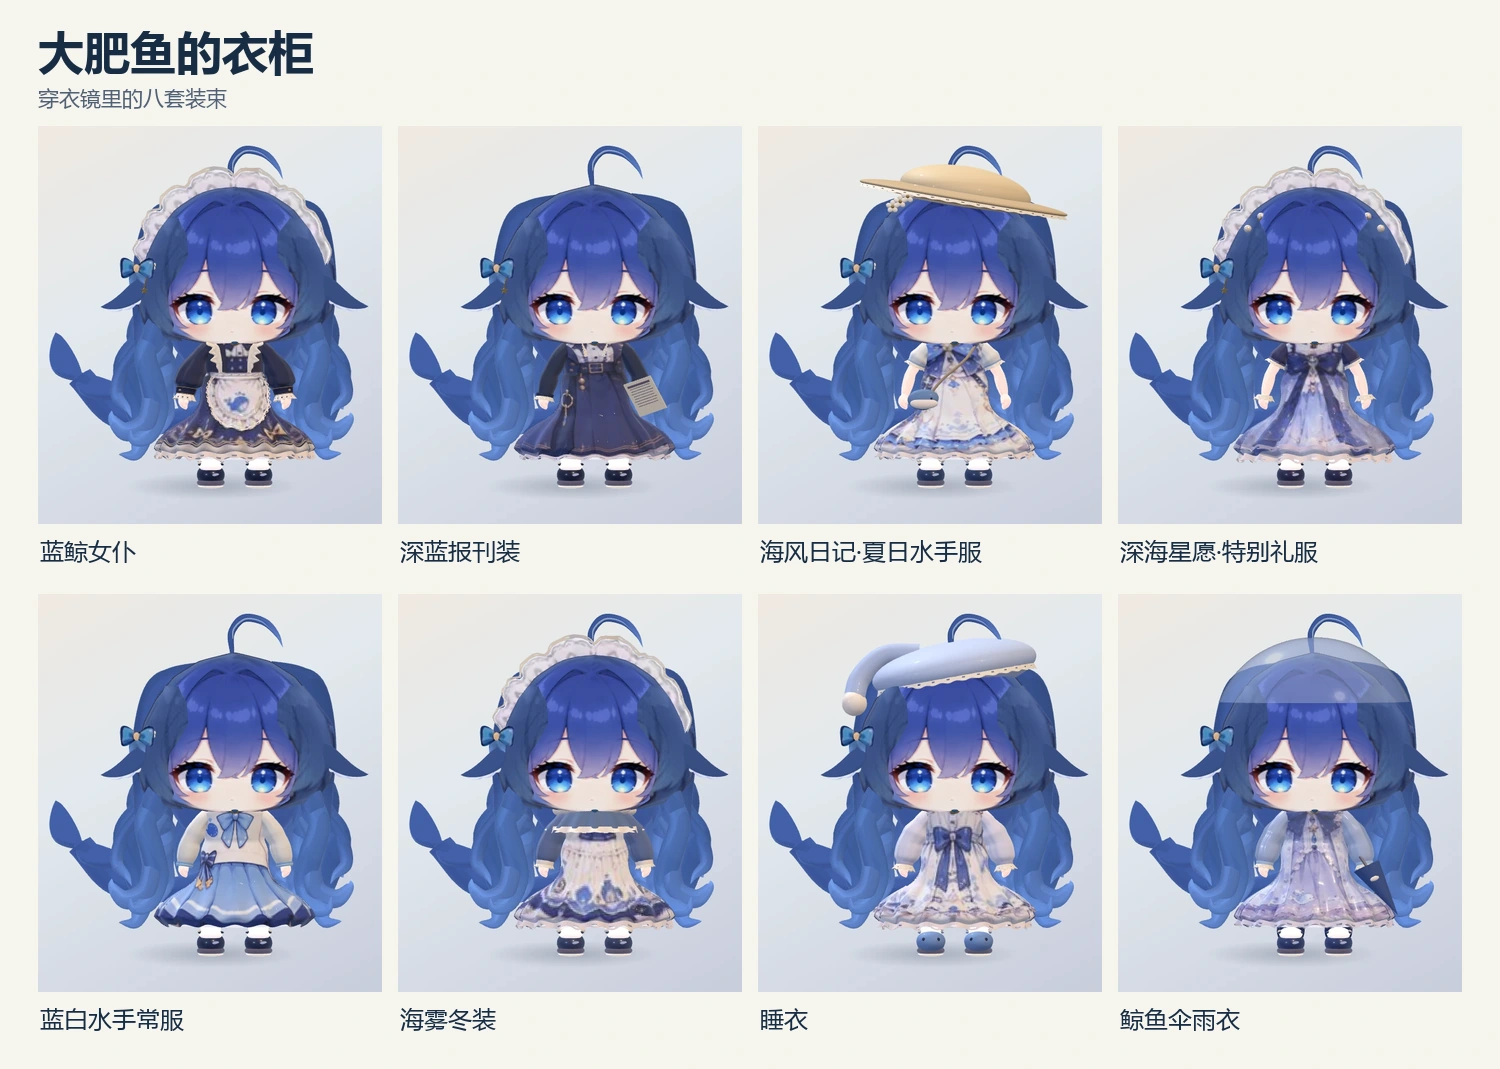 大肥鱼的衣柜
穿衣镜里的八套装束
蓝鲸女仆
深蓝报刊装
海风日记·夏日水手服
深海星愿·特别礼服
蓝白水手常服
海雾冬装
睡衣
鲸鱼伞雨衣